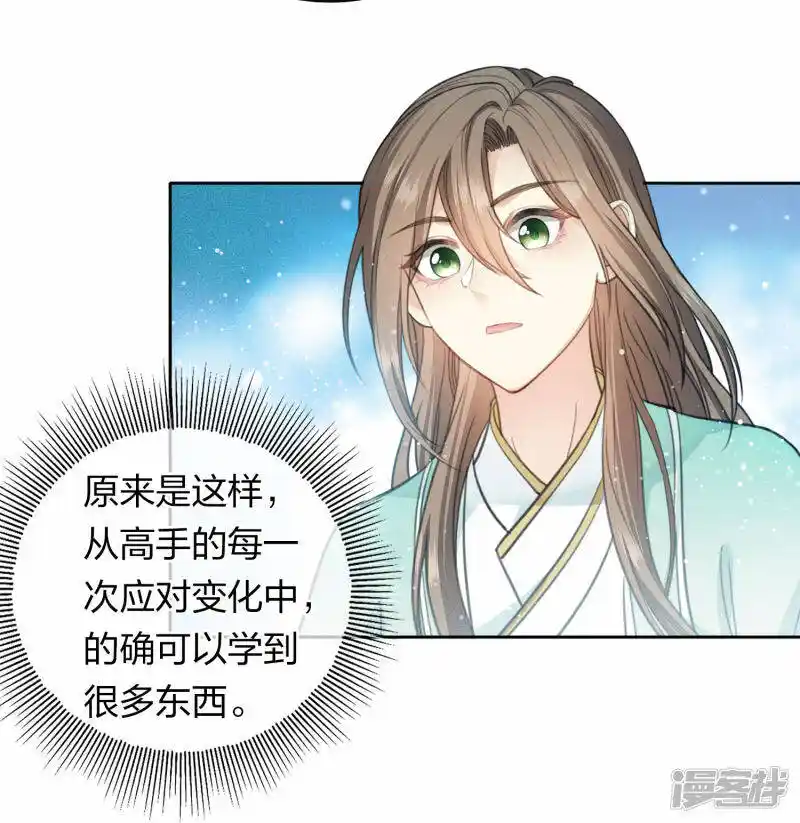 原来是这样，
从高手的每一
次应对变化中，
的确可以学到
很多东西。
漫客栈